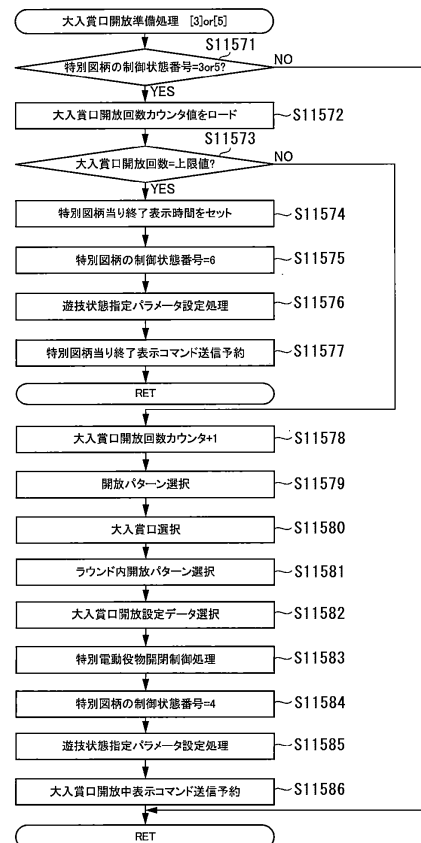 大入賞口開放準備処理 [3]or[5]
S11571
特別図柄の制御状態番号=3or5?
NO
YES
大入賞口開放回数カウンタ値をロード
S11572
S11573
大入賞口開放回数=上限値?
NO
YES
特別図柄当り終了表示時間をセット
S11574
特別図柄の制御状態番号=6
S11575
遊技状態指定パラメータ設定処理
S11576
特別図柄当り終了表示コマンド送信予約
S11577
RET
大入賞口開放回数カウンタ+1
S11578
開放パターン選択
S11579
大入賞口選択
S11580
ラウンド内開放パターン選択
S11581
大入賞口開放設定データ選択
S11582
特別電動役物開閉制御処理
S11583
特別図柄の制御状態番号=4
S11584
遊技状態指定パラメータ設定処理
S11585
大入賞口開放中表示コマンド送信予約
S11586
RET